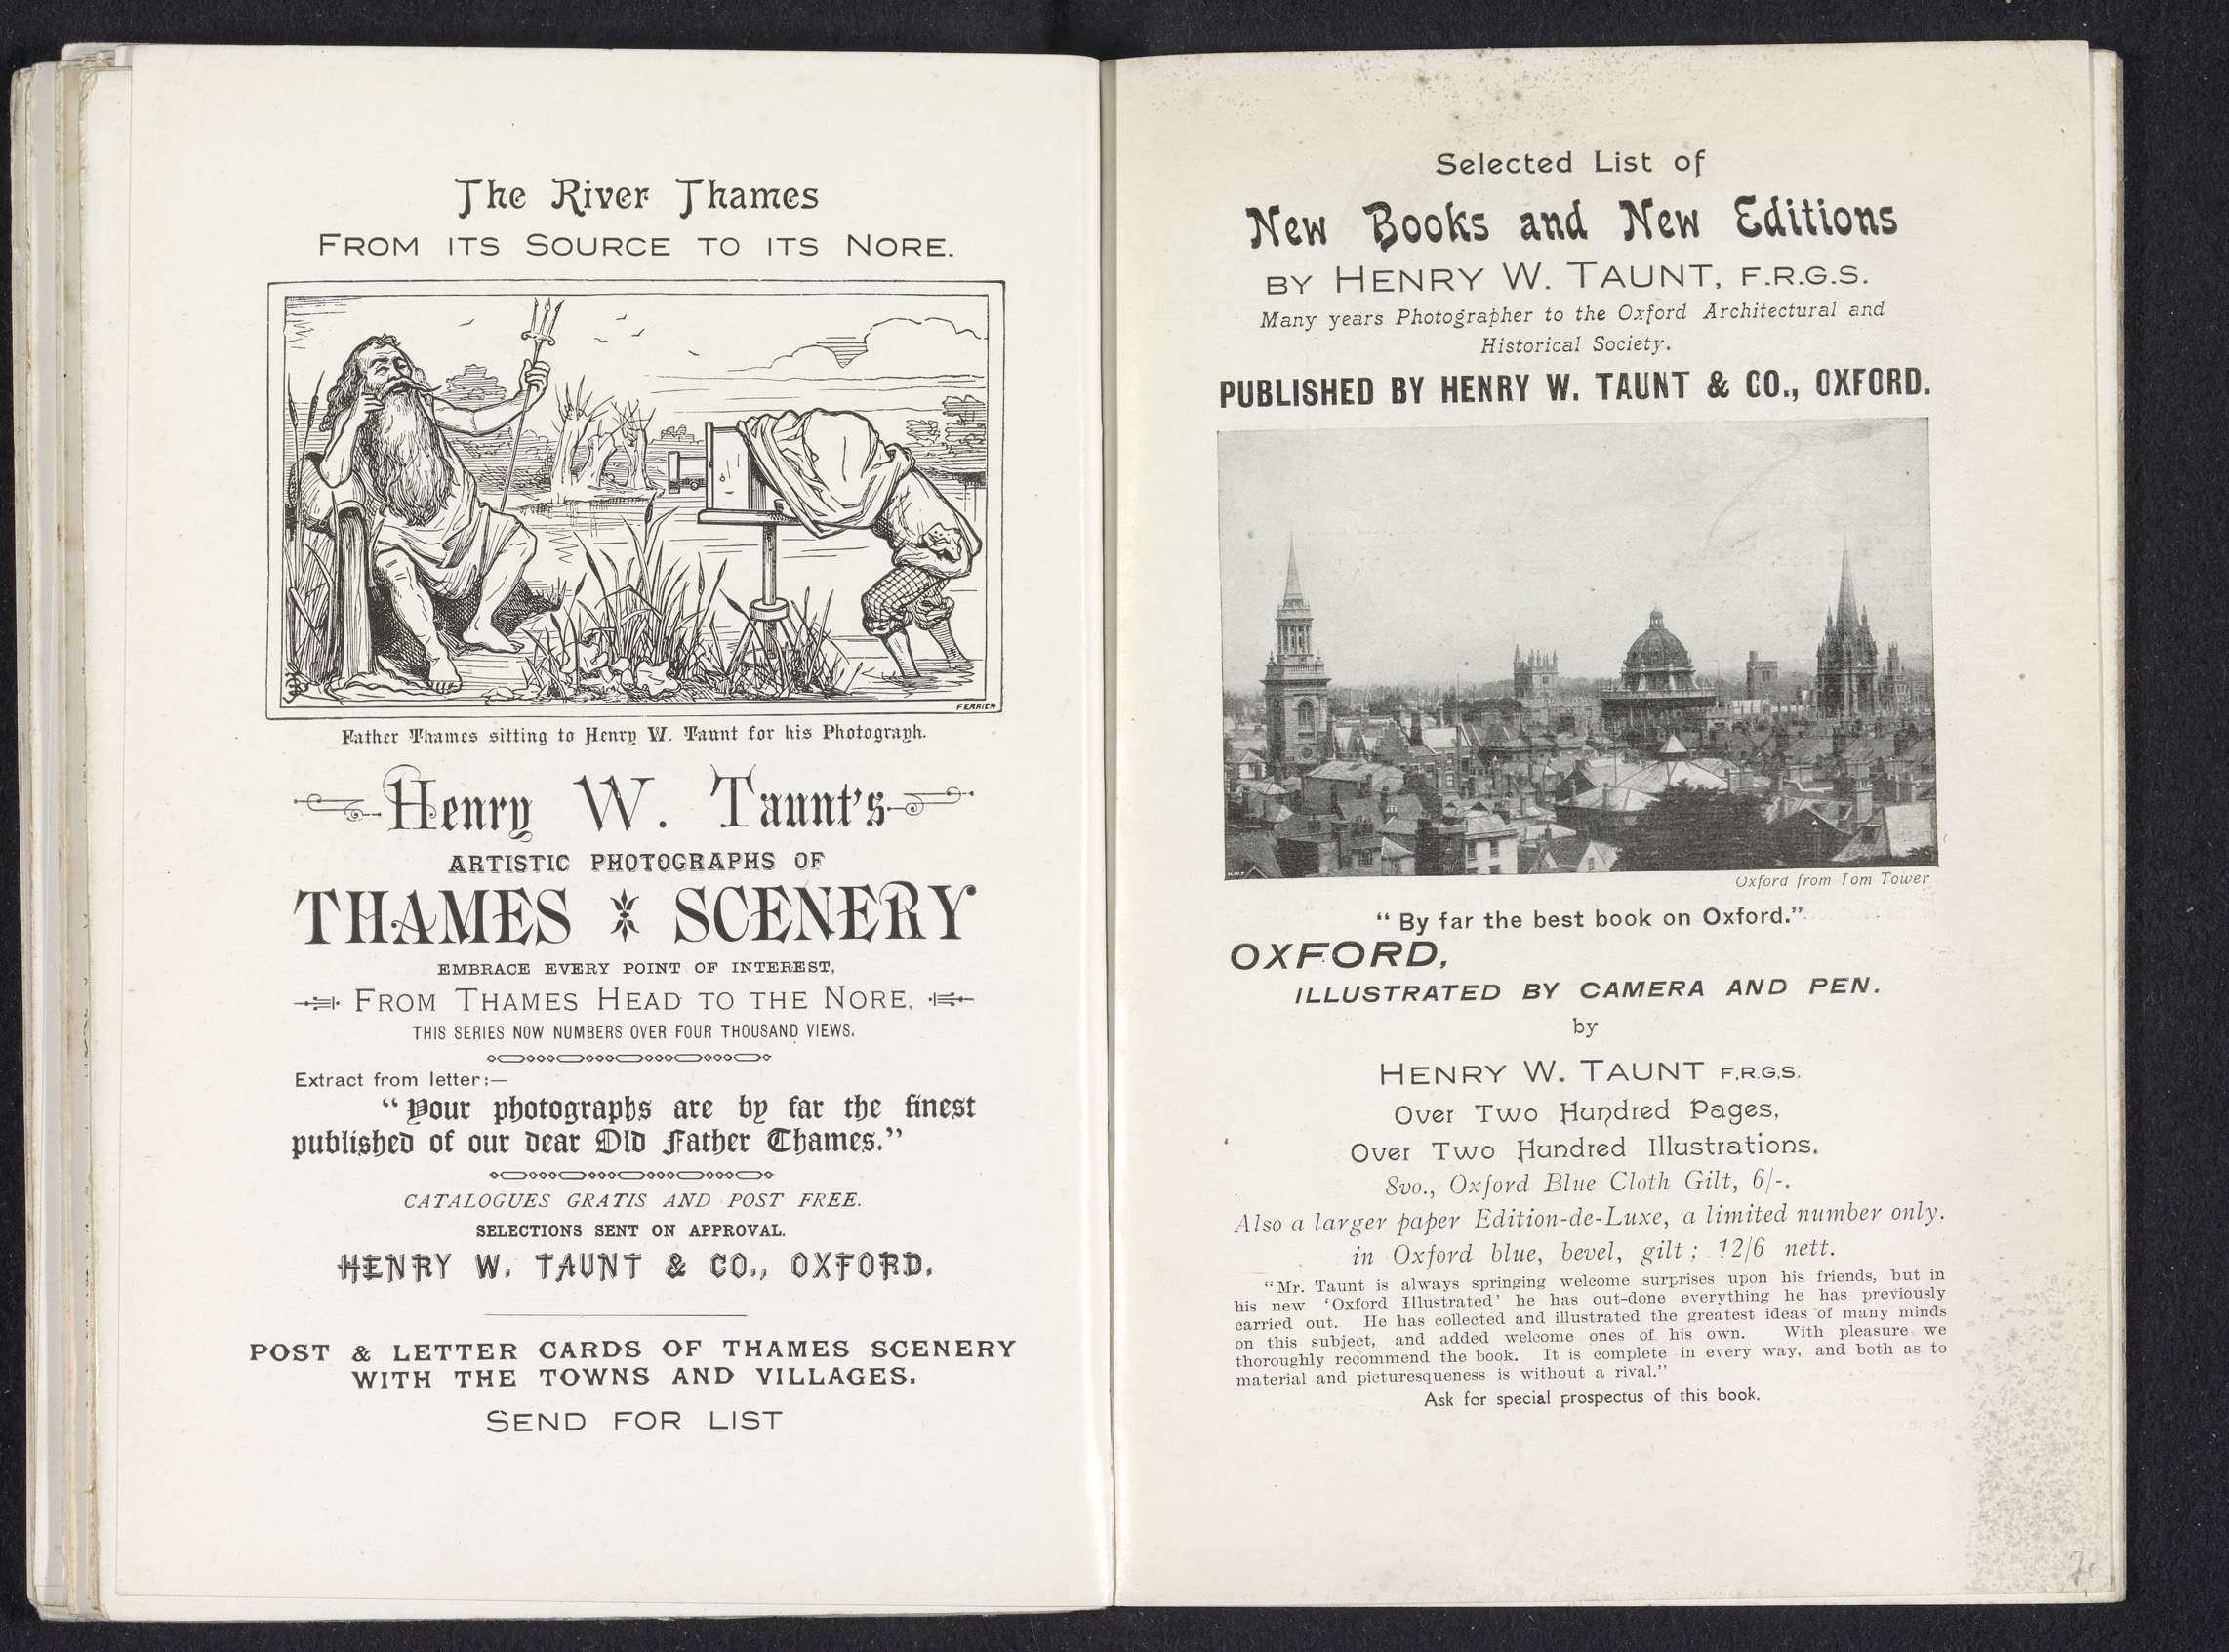 The River Thames
FROM ITS SOURCE TO ITS NORE.
FERRIER
Father Thames sitting to Henry W. Taunt for his Photograph.
Henry W. Taunt's
ARTISTIC PHOTOGRAPHS OF
THAMES SCENERY
EMBRACE EVERY POINT OF INTEREST,
FROM THAMES HEAD TO THE NORE,
THIS SERIES NOW NUMBERS OVER FOUR THOUSAND VIEWS.
Extract from letter:—
"Your photographs are by far the finest
published of our dear Old Father Thames."
CATALOGUES GRATIS AND POST FREE.
SELECTIONS SENT ON APPROVAL.
HENRY W. TAUNT & CO., OXFORD.
POST & LETTER CARDS OF THAMES SCENERY
WITH THE TOWNS AND VILLAGES.
SEND FOR LIST
Selected List of
New Books and New Editions
BY HENRY W. TAUNT, F.R.G.S.
Many years Photographer to the Oxford Architectural and
Historical Society.
PUBLISHED BY HENRY W. TAUNT & CO., OXFORD.
Oxford from Tom Tower
"By far the best book on Oxford."
OXFORD,
ILLUSTRATED BY CAMERA AND PEN.
by
HENRY W. TAUNT F.R.G.S.
Over Two Hundred Pages,
Over Two Hundred Illustrations.
8vo., Oxford Blue Cloth Gilt, 6/-.
Also a larger paper Edition-de-Luxe, a limited number only.
in Oxford blue, bevel, gilt; 12/6 nett.
"Mr. Taunt is always springing welcome surprises upon his friends, but in
his new 'Oxford Illustrated' he has out-done everything he has previously
carried out. He has collected and illustrated the greatest ideas of many minds
on this subject, and added welcome ones of his own. With pleasure we
thoroughly recommend the book. It is complete in every way, and both as to
material and picturesqueness is without a rival."
Ask for special prospectus of this book.